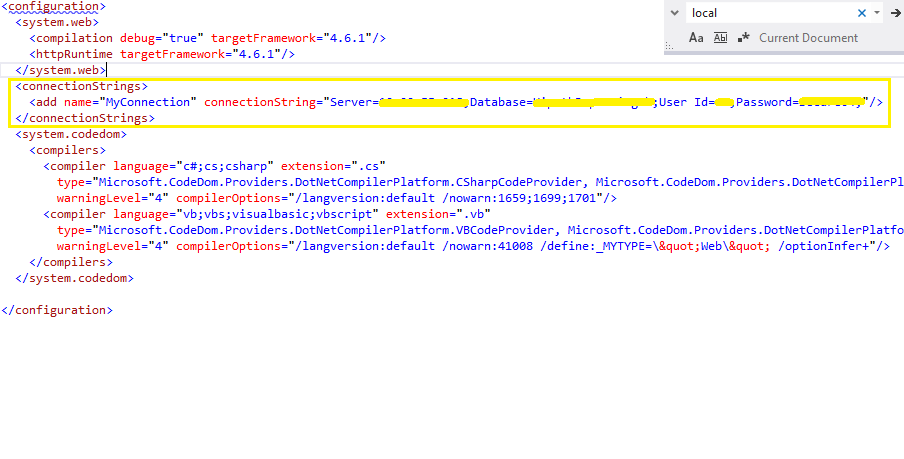 <configuration>
local
<system.web>
<compilation debug="true" targetFramework="4.6.1"/>
Aa Abl .* Current Document
<httpRuntime targetFramework="4.6.1"/>
</system.web>
<connectionStrings>
<add name="MyConnection" connectionString="Server= ;Database= ;User Id= ;Password= "/>
</connectionStrings>
<system.codedom>
<compilers>
<compiler language="c#;cs;csharp" extension=".cs"
type="Microsoft.CodeDom.Providers.DotNetCompilerPlatform.CSharpCodeProvider, Microsoft.CodeDom.Providers.DotNetCompilerPl
warningLevel="4" compilerOptions="/langversion:default /nowarn:1659;1699;1701"/>
<compiler language="vb;vbs;visualbasic;vbscript" extension=".vb"
type="Microsoft.CodeDom.Providers.DotNetCompilerPlatform.VBCodeProvider, Microsoft.CodeDom.Providers.DotNetCompilerPlatfo
warningLevel="4" compilerOptions="/langversion:default /nowarn:41008 /define:_MYTYPE=\&quot;Web\&quot; /optionInfer+"/>
</compilers>
</system.codedom>
</configuration>